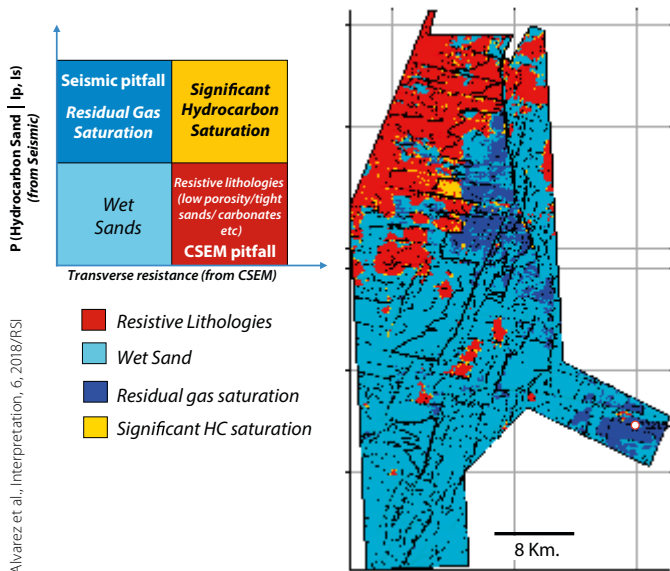 P (Hydrocarbon Sand | Ip, Is)
(from Seismic)
Seismic pitfall
Residual Gas
Saturation
Significant
Hydrocarbon
Saturation
Wet
Sands
Resistive lithologies
(low porosity/tight
sands/ carbonates
etc)
CSEM pitfall
Transverse resistance (from CSEM)
Resistive Lithologies
Wet Sand
Residual gas saturation
Significant HC saturation
Alvarez et al., Interpretation, 6, 2018/RSI
8 Km.